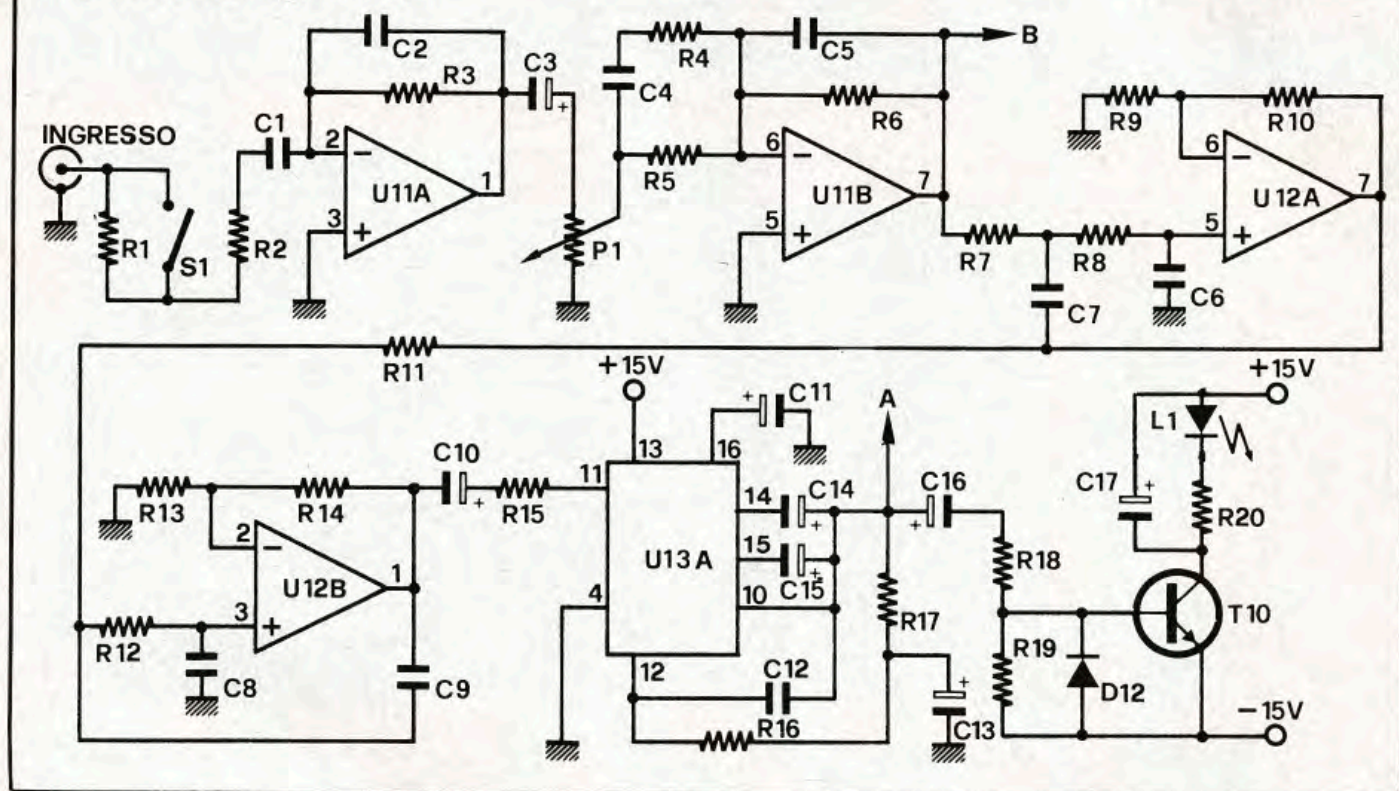 C2
R3
C3
+
R4
C4
C5
B
R6
R5
R9
R10
INGRESSO
C1
2
−
U11A
1
3
+
R1
S1
R2
P1
6
−
U11B
7
5
+
R7
R8
C7
C6
6
−
U12A
7
5
+
R11
+15V
+
C11
A
+15V
L1
13
16
C10
+
R15
11
R13
R14
14
C14
+
C16
+
C17
+
R20
2
−
U12B
1
3
+
U13A
15
C15
+
10
R18
4
R17
T10
R12
C8
C9
R19
D12
12
C12
R16
+
C13
−15V